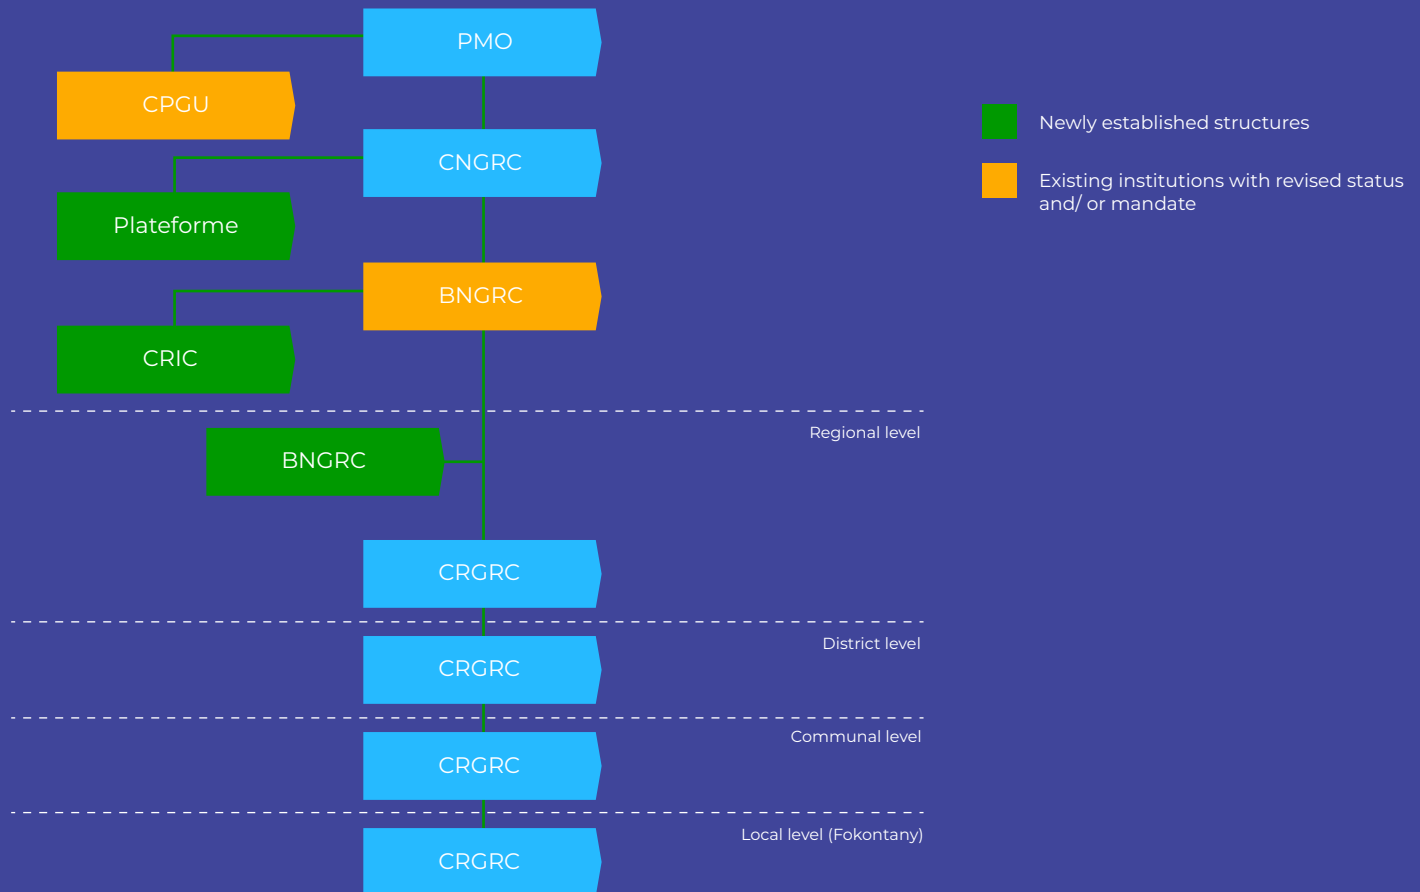 PMO
CPGU
CNGRC
Plateforme
BNGRC
CRIC
Newly established structures
Existing institutions with revised status
and/ or mandate
Regional level
BNGRC
CRGRC
District level
CRGRC
Communal level
CRGRC
Local level (Fokontany)
CRGRC